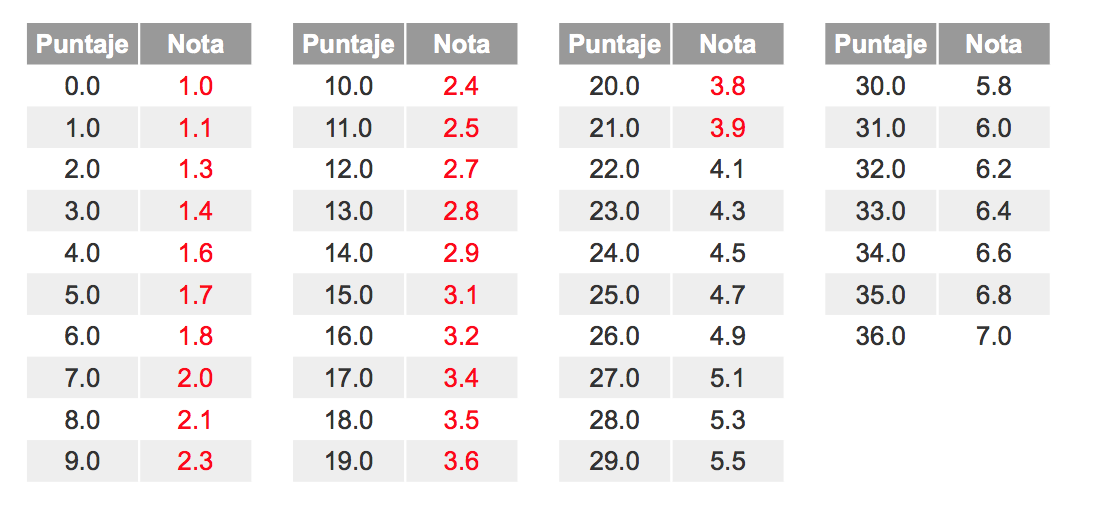 Puntaje Nota Puntaje Nota Puntaje Nota Puntaje Nota
0.0 1.0 10.0 2.4 20.0 3.8 30.0 5.8
1.0 1.1 11.0 2.5 21.0 3.9 31.0 6.0
2.0 1.3 12.0 2.7 22.0 4.1 32.0 6.2
3.0 1.4 13.0 2.8 23.0 4.3 33.0 6.4
4.0 1.6 14.0 2.9 24.0 4.5 34.0 6.6
5.0 1.7 15.0 3.1 25.0 4.7 35.0 6.8
6.0 1.8 16.0 3.2 26.0 4.9 36.0 7.0
7.0 2.0 17.0 3.4 27.0 5.1
8.0 2.1 18.0 3.5 28.0 5.3
9.0 2.3 19.0 3.6 29.0 5.5